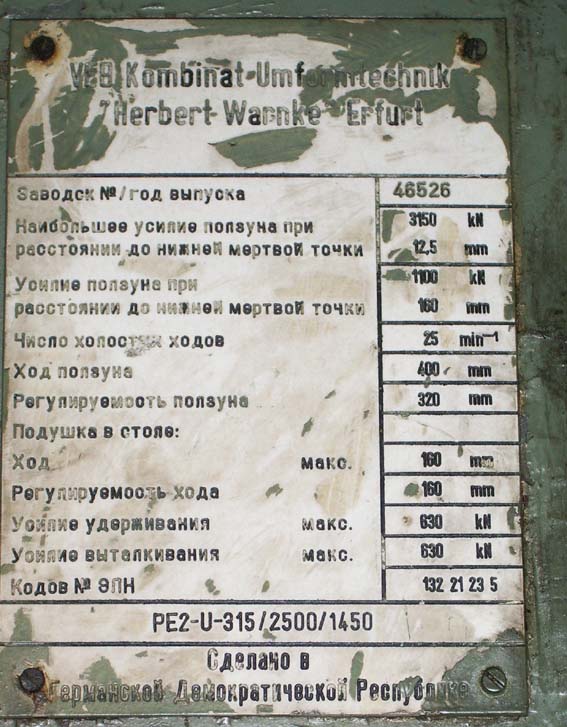 VEB Kombinat Umformtechnik
"Herbert Warnke" Erfurt
Заводск №/год выпуска 46526
Наибольшее усилие ползуна при 3150 kN
расстоянии до нижней мертвой точки 12,5 mm
Усилие ползуна при 1100 kN
расстоянии до нижней мертвой точки 160 mm
Число холостых ходов 25 min⁻¹
Ход ползуна 400 mm
Регулируемость ползуна 320 mm
Подушка в столе:
Ход макс. 160 mm
Регулируемость хода 160 mm
Усилие удерживания макс. 630 kN
Усилие выталкивания макс. 630 kN
Кодов № ЭЛН 132 21 23 5
PE2-U-315/2500/1450
Сделано в
Германской Демократической Республике